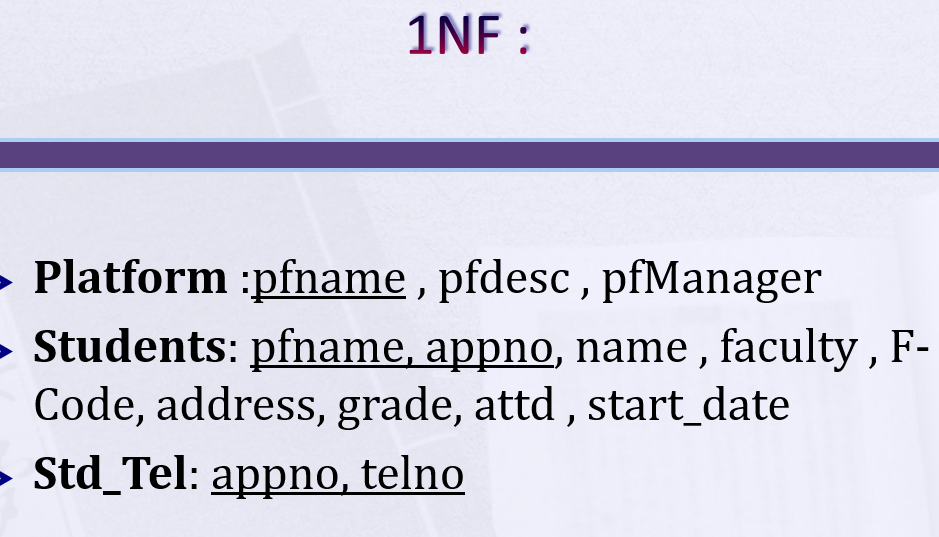 1NF :
Platform :pfname , pfdesc , pfManager
Students: pfname, appno, name , faculty , F-
Code, address, grade, attd , start_date
Std_Tel: appno, telno